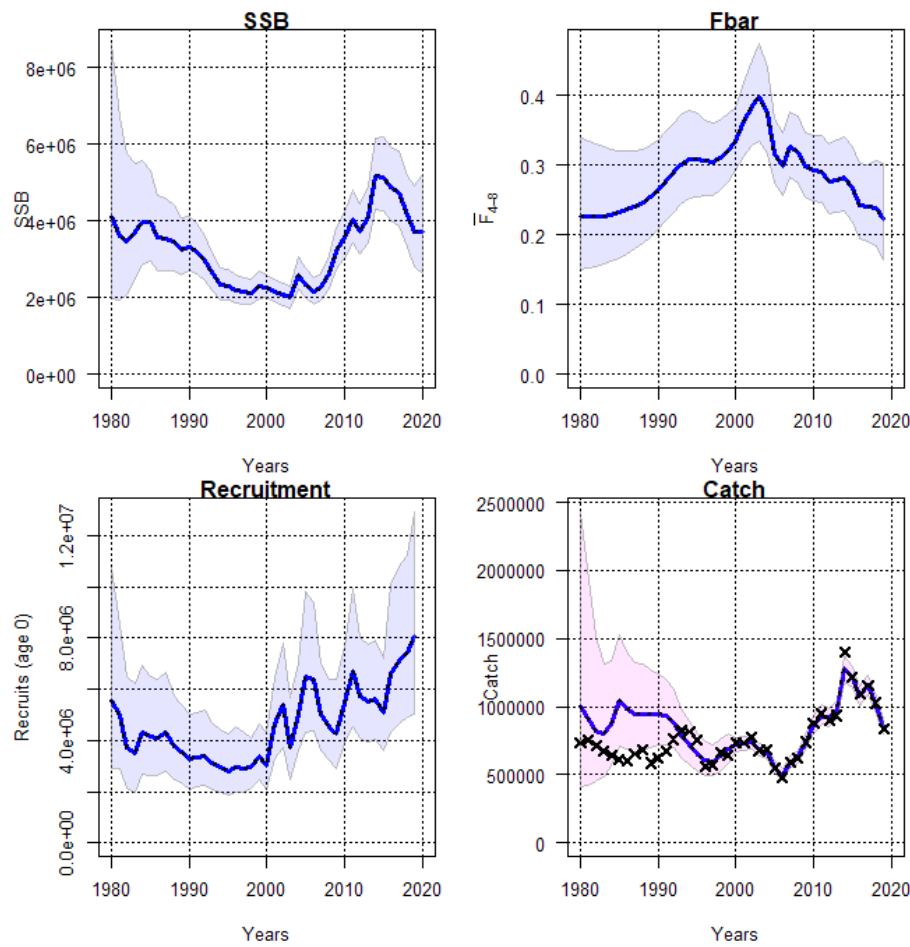 SSB
SSB
8e+06
6e+06
4e+06
2e+06
0e+00
1980 1990 2000 2010 2020
Years
Fbar
F̅4−8
0.4
0.3
0.2
0.1
0.0
1980 1990 2000 2010 2020
Years
Recruitment
Recruits (age 0)
1.2e+07
8.0e+06
4.0e+06
0.0e+00
1980 1990 2000 2010 2020
Years
Catch
Catch
2500000
2000000
1500000
1000000
500000
0
1980 1990 2000 2010 2020
Years